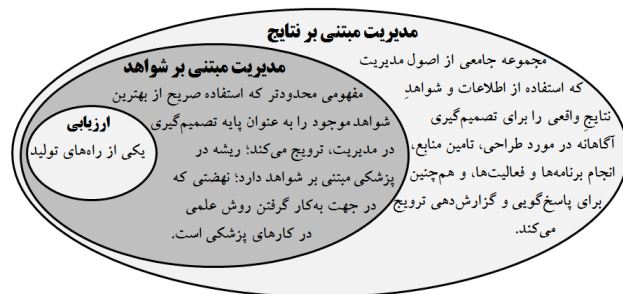 مدیریت مبتنی بر نتایج
مجموعه جامعی از اصول مدیریت
که استفاده از اطلاعات و شواهدِ
نتایجِ واقعی را برای تصمیم‌گیری
آگاهانه در مورد طراحی، تامین منابع،
انجام برنامه‌ها و فعالیت‌ها، و هم‌چنین
برای پاسخ‌گویی و گزارش‌دهی ترویج
می‌کند.
مدیریت مبتنی بر شواهد
مفهومی محدودتر که استفاده صریح از بهترین
شواهد موجود را به عنوان پایه تصمیم‌گیری
در مدیریت، ترویج می‌کند؛ ریشه در
پزشکی مبتنی بر شواهد دارد؛ نهضتی که
در جهت به‌کار گرفتن روش علمی
در کارهای پزشکی است.
ارزیابی
یکی از راه‌های تولید